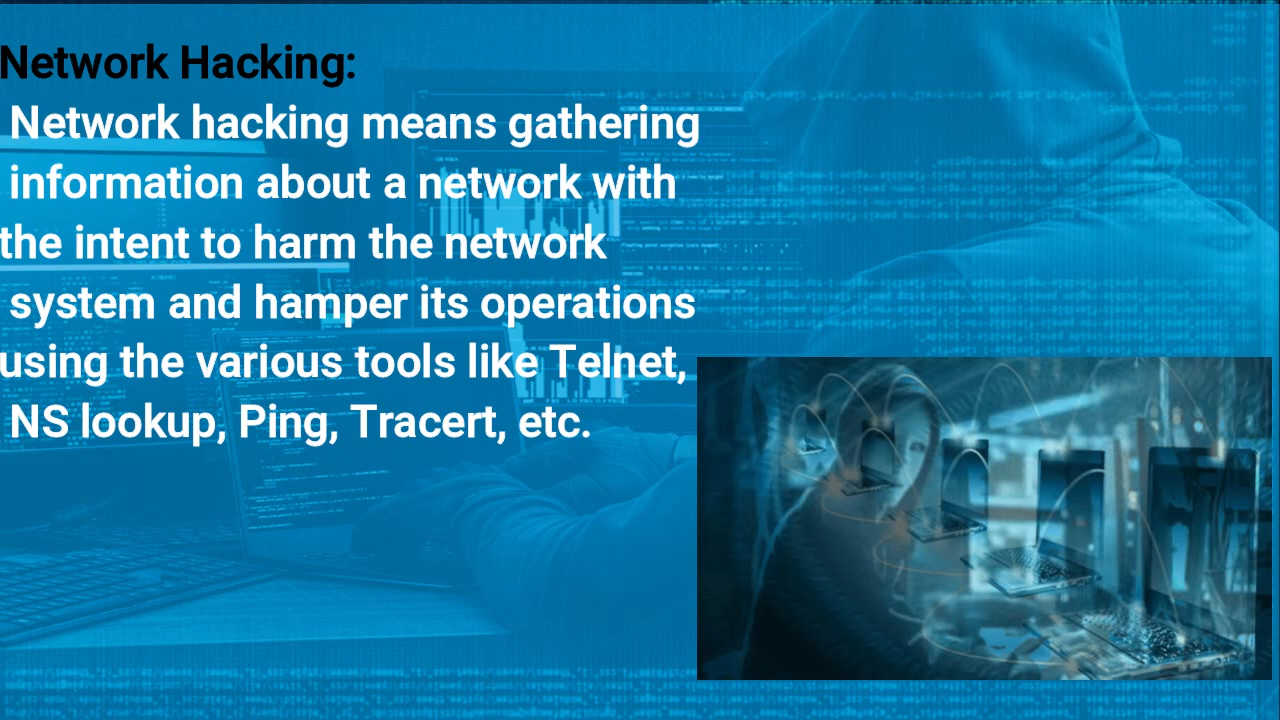 Network Hacking:
Network hacking means gathering
information about a network with
the intent to harm the network
system and hamper its operations
using the various tools like Telnet,
NS lookup, Ping, Tracert, etc.